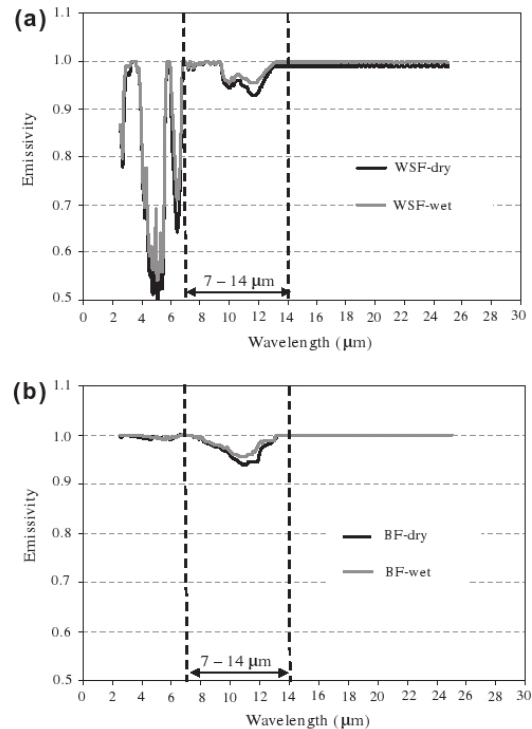 (a)
1.1
1.0
0.9
0.8
0.7
0.6
0.5
Emissivity
WSF-dry
WSF-wet
7 – 14 μm
0 2 4 6 8 10 12 14 16 18 20 22 24 26 28 30
Wavelength (μm)
(b)
1.1
1.0
0.9
0.8
0.7
0.6
0.5
Emissivity
BF-dry
BF-wet
7 – 14 μm
0 2 4 6 8 10 12 14 16 18 20 22 24 26 28 30
Wavelength (μm)